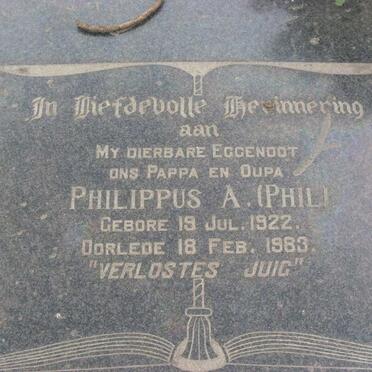 In Liefdevolle Herinnering
aan
MY DIERBARE EGGENOOT
ONS PAPPA EN OUPA
PHILIPPUS A. (PHIL)
GEBORE 19 JUL. 1922.
OORLEDE 18 FEB. 1983.
"VERLOSTES JUIG"